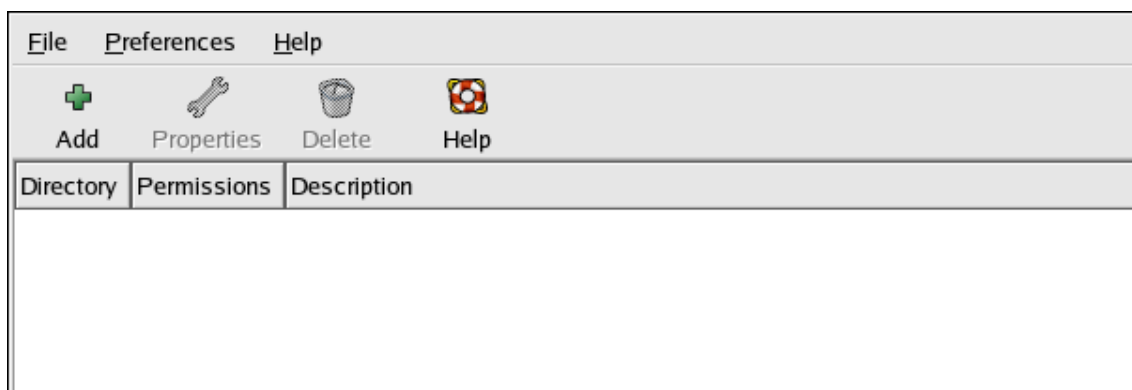 File Preferences Help
Add Properties Delete Help
Directory Permissions Description